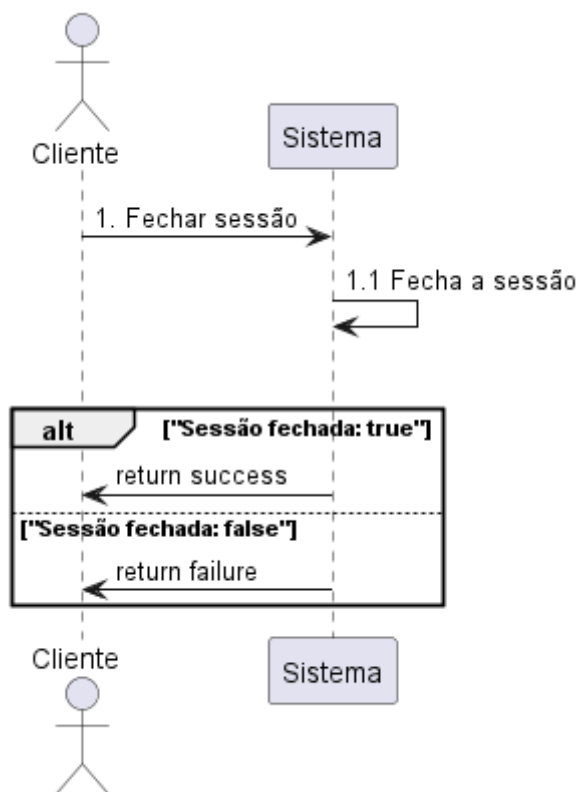 Cliente
Sistema
1. Fechar sessão
1.1 Fecha a sessão
alt
["Sessão fechada: true"]
return success
["Sessão fechada: false"]
return failure
Cliente
Sistema